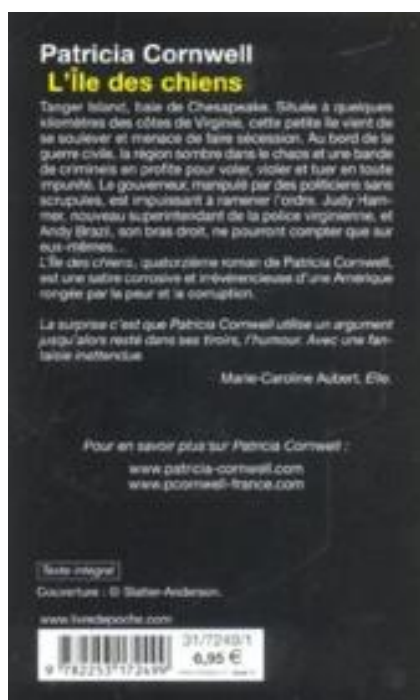 Patricia Cornwell
L'Île des chiens
Tanger Island, baie de Chesapeake. Située à quelques
kilomètres des côtes de Virginie, cette petite île vient de
se soulever et menace de faire sécession. Au bord de la
guerre civile, la région sombre dans le chaos et une bande
de criminels en profite pour voler, violer et tuer en toute
impunité. Le gouverneur, manipulé par des politiciens sans
scrupules, est impuissant à ramener l'ordre. Judy Ham-
mer, nouveau superintendant de la police virginienne, et
Andy Brazil, son bras droit, ne pourront compter que sur
eux-mêmes...
L'Île des chiens, quatorzième roman de Patricia Cornwell,
est une satire corrosive et irrévérencieuse d'une Amérique
rongée par la peur et la corruption.
La surprise c'est que Patricia Cornwell utilise un argument
jusqu'alors resté dans ses tiroirs, l'humour. Avec une fan-
taisie inattendue.
Marie-Caroline Aubert, Elle.
Pour en savoir plus sur Patricia Cornwell :
www.patricia-cornwell.com
www.pcornwell-france.com
Texte intégral
Couverture : © Slatter-Anderson.
www.livredepoche.com
31/7249/1
6,95 €
9 782253 172499